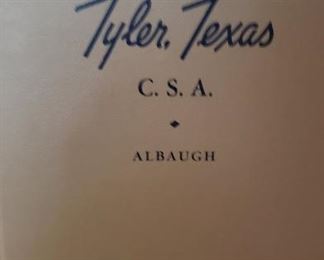 Tyler, Texas
C. S. A.
ALBAUGH